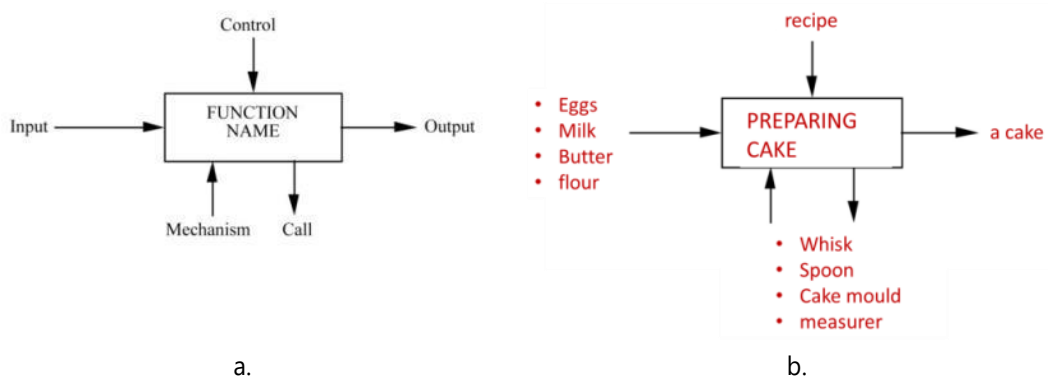 Control
FUNCTION
NAME
Input
Output
Mechanism
Call
a.
recipe
• Eggs
• Milk
• Butter
• flour
PREPARING
CAKE
a cake
• Whisk
• Spoon
• Cake mould
• measurer
b.